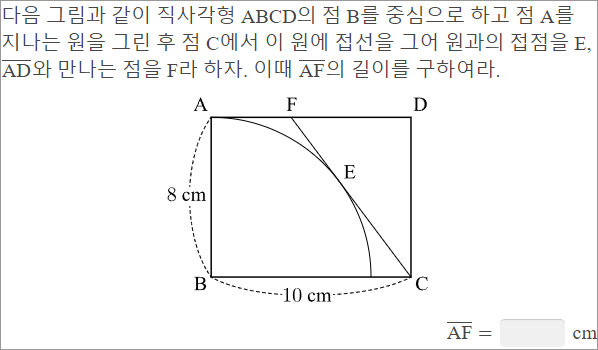 다음 그림과 같이 직사각형 ABCD의 점 B를 중심으로 하고 점 A를
지나는 원을 그린 후 점 C에서 이 원에 접선을 그어 원과의 접점을 E,
AD와 만나는 점을 F라 하자. 이때 AF의 길이를 구하여라.
A F D
E
8 cm
B C
10 cm
AF = cm